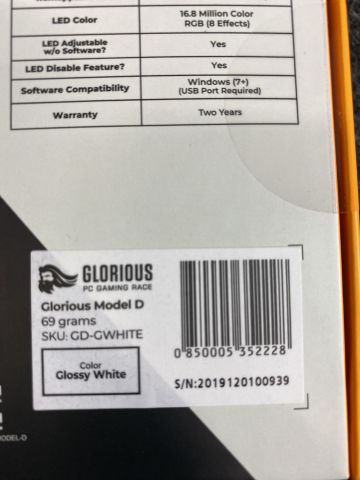 LED Color
16.8 Million Color
RGB (8 Effects)
LED Adjustable
w/o Software?
Yes
LED Disable Feature?
Yes
Software Compatibility
Windows (7+)
(USB Port Required)
Warranty
Two Years
GLORIOUS
PC GAMING RACE
Glorious Model D
69 grams
SKU: GD-GWHITE
Color
Glossy White
0 850005 352228
S/N:2019120100939
MODEL-D